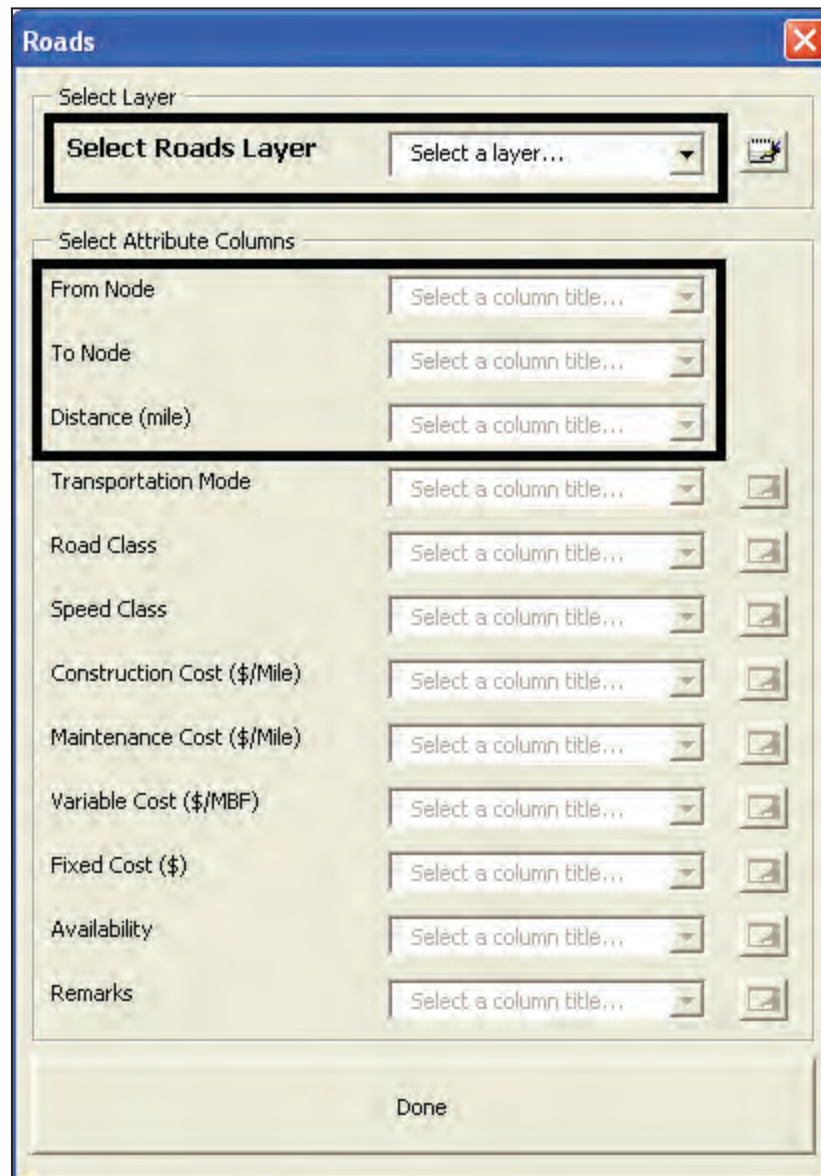 Roads
Select Layer
Select Roads Layer Select a layer...
Select Attribute Columns
From Node Select a column title...
To Node Select a column title...
Distance (mile) Select a column title...
Transportation Mode Select a column title...
Road Class Select a column title...
Speed Class Select a column title...
Construction Cost ($/Mile) Select a column title...
Maintenance Cost ($/Mile) Select a column title...
Variable Cost ($/MBF) Select a column title...
Fixed Cost ($) Select a column title...
Availability Select a column title...
Remarks Select a column title...
Done